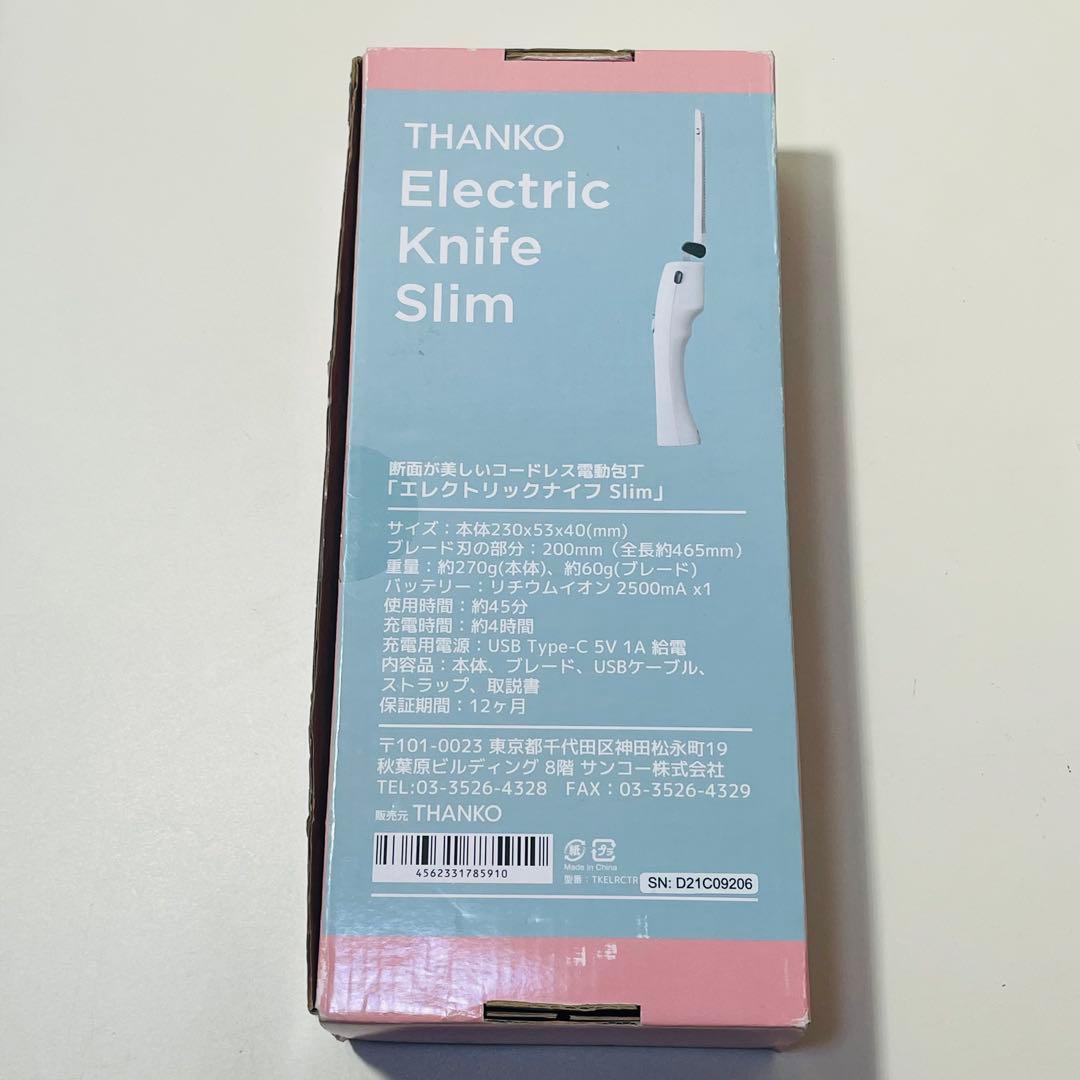 THANKO
Electric
Knife
Slim
断面が美しいコードレス電動包丁
「エレクトリックナイフ Slim」
サイズ：本体230x53x40(mm)
ブレード刃の部分：200mm（全長約465mm）
重量：約270g(本体)、約60g(ブレード)
バッテリー：リチウムイオン 2500mA x1
使用時間：約45分
充電時間：約4時間
充電用電源：USB Type-C 5V 1A 給電
内容品：本体、ブレード、USBケーブル、
ストラップ、取説書
保証期間：12ヶ月
〒101-0023 東京都千代田区神田松永町19
秋葉原ビルディング 8階 サンコー株式会社
TEL:03-3526-4328 FAX：03-3526-4329
販売元 THANKO
4562331785910
紙 プラ
Made in China
型番：TKELRCTR
SN: D21C09206